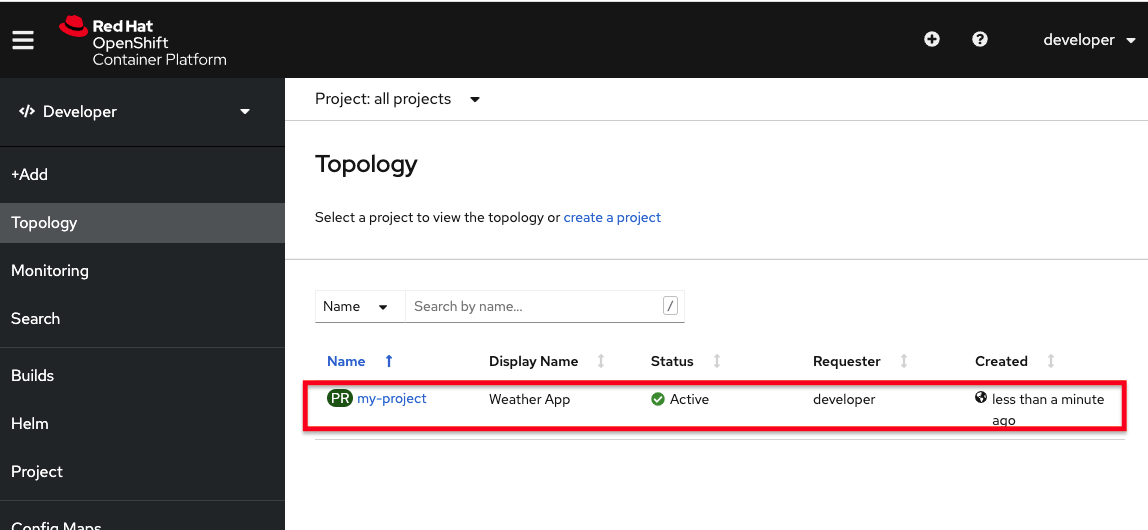 Red Hat
OpenShift
Container Platform
developer
Developer
Project: all projects
+Add
Topology
Monitoring
Search
Builds
Helm
Project
Config Maps
Topology
Select a project to view the topology or create a project
Name Search by name... /
Name Display Name Status Requester Created
PR my-project Weather App Active developer less than a minute
ago